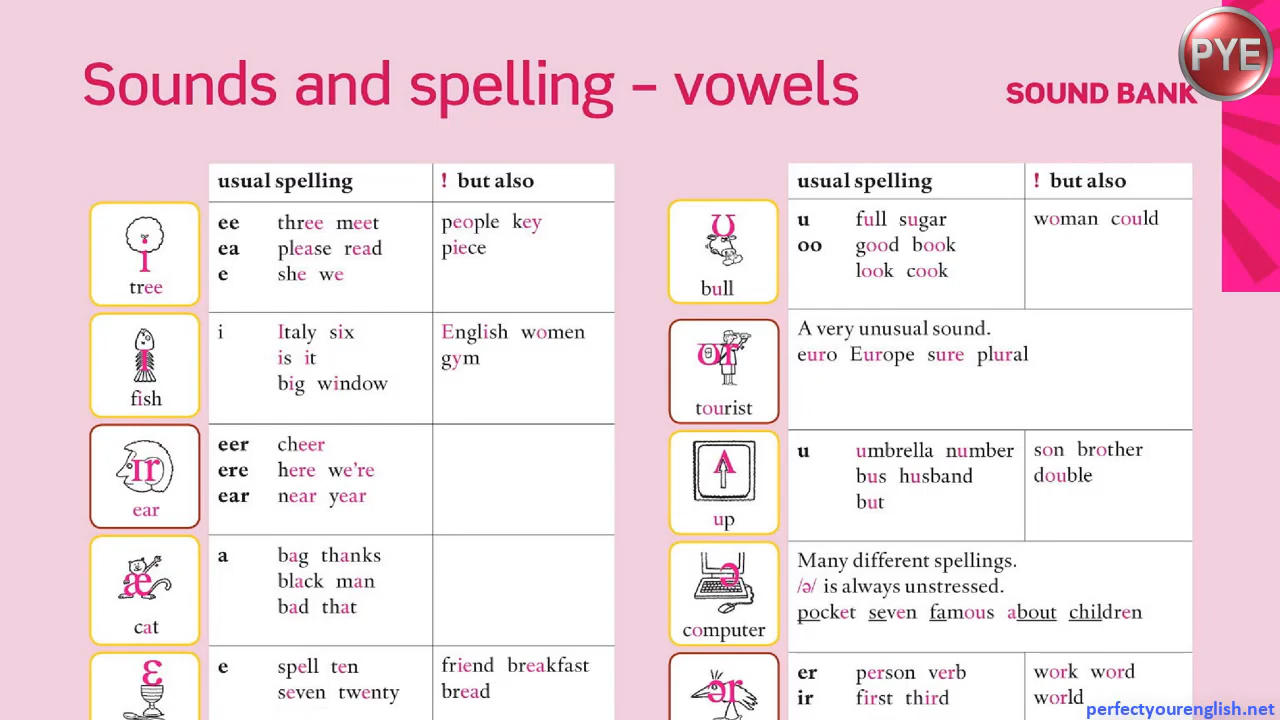 PYE
Sounds and spelling – vowels
SOUND BANK
usual spelling ! but also
i
tree
ee three meet people key
ea please read piece
e she we
ɪ
fish
i Italy six English women
is it gym
big window
ɪr
ear
eer cheer
ere here we're
ear near year
æ
cat
a bag thanks
black man
bad that
ɛ
e spell ten friend breakfast
seven twenty bread
usual spelling ! but also
ʊ
bull
u full sugar woman could
oo good book
look cook
ʊr
tourist
A very unusual sound.
euro Europe sure plural
ʌ
up
u umbrella number son brother
bus husband double
but
ə
computer
Many different spellings.
/ə/ is always unstressed.
pocket seven famous about children
ər
er person verb work word
ir first third world
perfectyourenglish.net